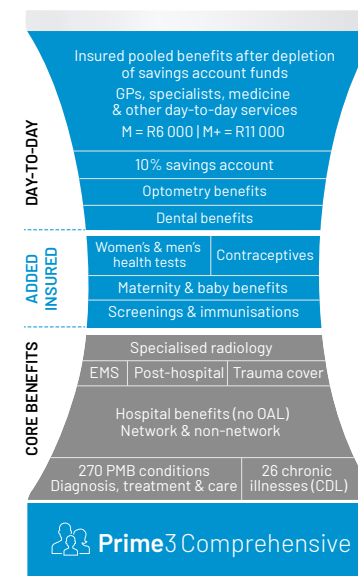 DAY-TO-DAY
Insured pooled benefits after depletion
of savings account funds
GPs, specialists, medicine
& other day-to-day services
M = R6 000 | M+ = R11 000
10% savings account
Optometry benefits
Dental benefits
ADDED
INSURED
Women's & men's
health tests
Contraceptives
Maternity & baby benefits
Screenings & immunisations
CORE BENEFITS
Specialised radiology
EMS
Post-hospital
Trauma cover
Hospital benefits (no OAL)
Network & non-network
270 PMB conditions
Diagnosis, treatment & care
26 chronic
illnesses (CDL)
Prime3 Comprehensive